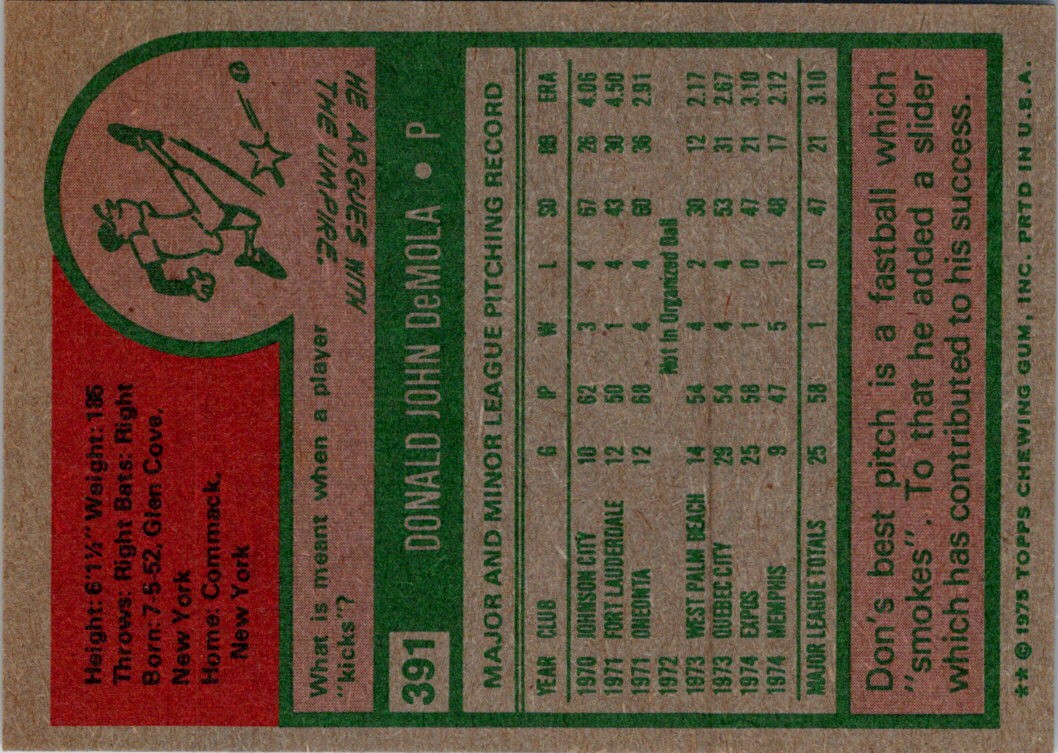 Height: 6'1½" Weight: 185
Throws: Right Bats: Right
Born: 7-5-52, Glen Cove,
New York
Home: Commack,
New York
What is meant when a player
"kicks"?
HE ARGUES WITH
THE UMPIRE.
391 DONALD JOHN DeMOLA • P
MAJOR AND MINOR LEAGUE PITCHING RECORD
YEAR CLUB G P W L SO BB ERA
1970 JOHNSON CITY 10 62 3 4 67 26 4.06
1971 FORT LAUDERDALE 12 50 1 4 43 30 4.50
1971 ONEONTA 12 68 4 4 60 36 2.91
1972 Not In Organized Ball
1973 WEST PALM BEACH 14 54 4 2 30 12 2.17
1973 QUEBEC CITY 29 54 4 4 53 31 2.67
1974 EXPOS 25 58 1 0 47 21 3.10
1974 MEMPHIS 9 47 5 1 48 17 2.12
MAJOR LEAGUE TOTALS 25 58 1 0 47 21 3.10
Don's best pitch is a fastball which
"smokes". To that he added a slider
which has contributed to his success.
** © 1975 TOPPS CHEWING GUM, INC. PRTD IN U.S.A.